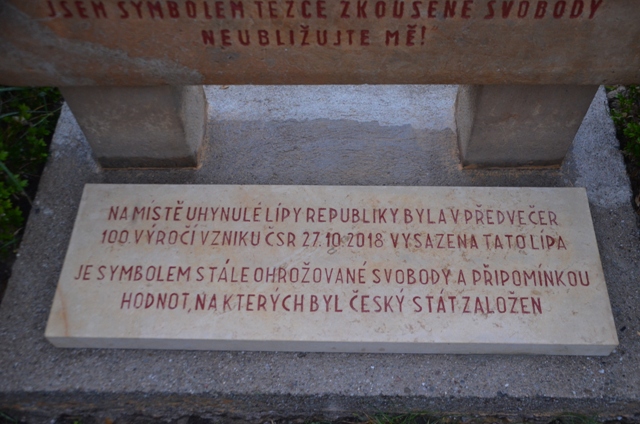 JSEM SYMBOLEM TĚŽCE ZKOUŠENÉ SVOBODY
NEUBLIŽUJTE MĚ!
NA MÍSTĚ UHYNULÉ LÍPY REPUBLIKY BYLA V PŘEDVEČER
100. VÝROČÍ VZNIKU ČSR 27.10.2018 VYSAZENA TATO LÍPA
JE SYMBOLEM STÁLE OHROŽOVANÉ SVOBODY A PŘIPOMÍNKOU
HODNOT, NA KTERÝCH BYL ČESKÝ STÁT ZALOŽEN